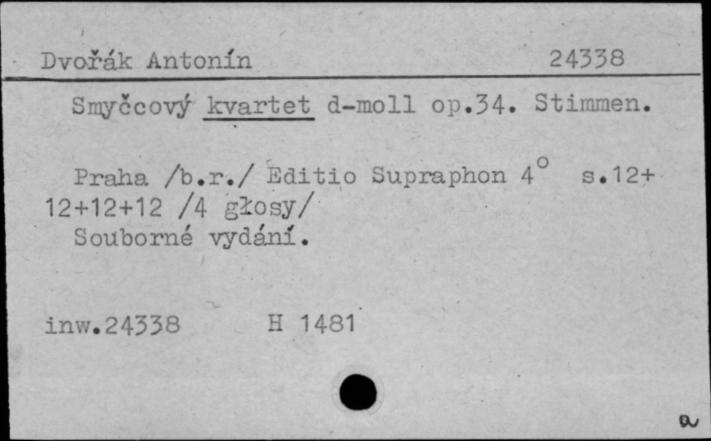 Dvořák Antonín 24338
Smyčcový kvartet d-moll op.34. Stimmen.
Praha /b.r./ Editio Supraphon 4° s.12+
12+12+12 /4 głosy/
Souborné vydání.
inw.24338 H 1481
a